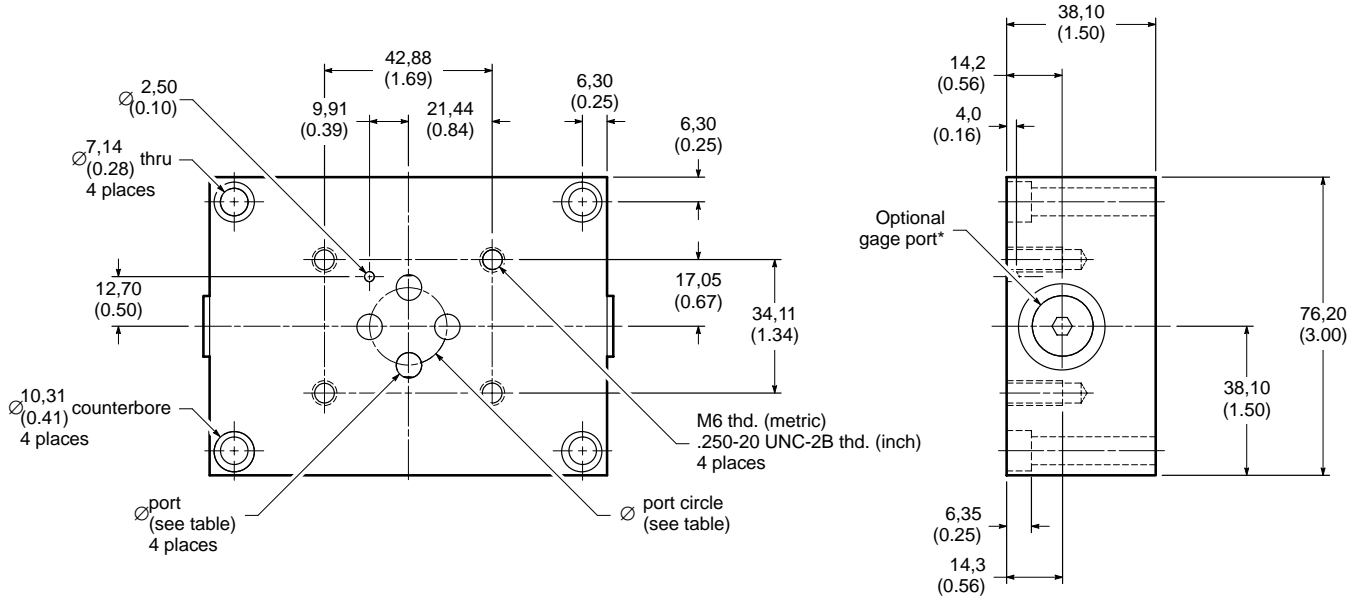 42,88
(1.69)
2,50
(0.10)
9,91
(0.39)
21,44
(0.84)
6,30
(0.25)
6,30
(0.25)
∅ 7,14
(0.28) thru
4 places
12,70
(0.50)
17,05
(0.67)
34,11
(1.34)
∅ 10,31
(0.41) counterbore
4 places
M6 thd. (metric)
.250-20 UNC-2B thd. (inch)
4 places
∅ port
(see table)
4 places
∅ port circle
(see table)
38,10
(1.50)
14,2
(0.56)
4,0
(0.16)
Optional
gage port*
76,20
(3.00)
38,10
(1.50)
6,35
(0.25)
14,3
(0.56)